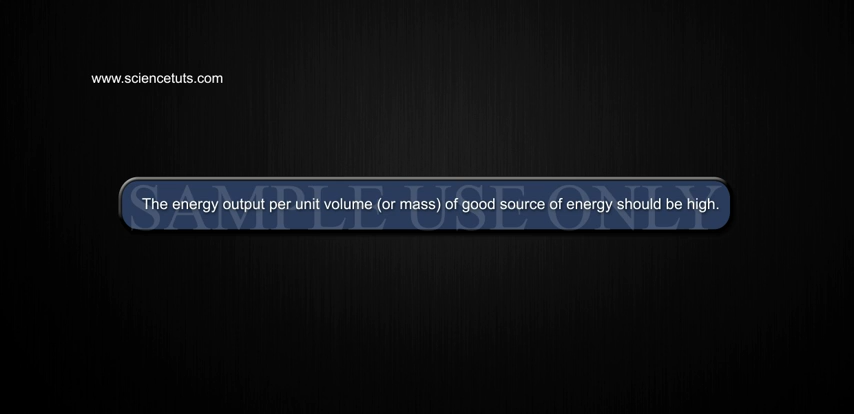 www.sciencetuts.com
SAMPLE USE ONLY
The energy output per unit volume (or mass) of good source of energy should be high.